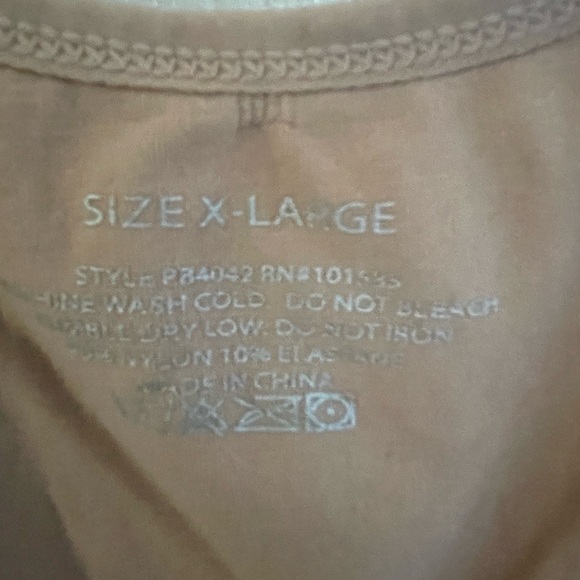 SIZE X-LARGE
STYLE P84042
WASH COLD. DO NOT BLEACH
DRY LOW. DO NOT IRON
NYLON 10%
MADE IN CHINA